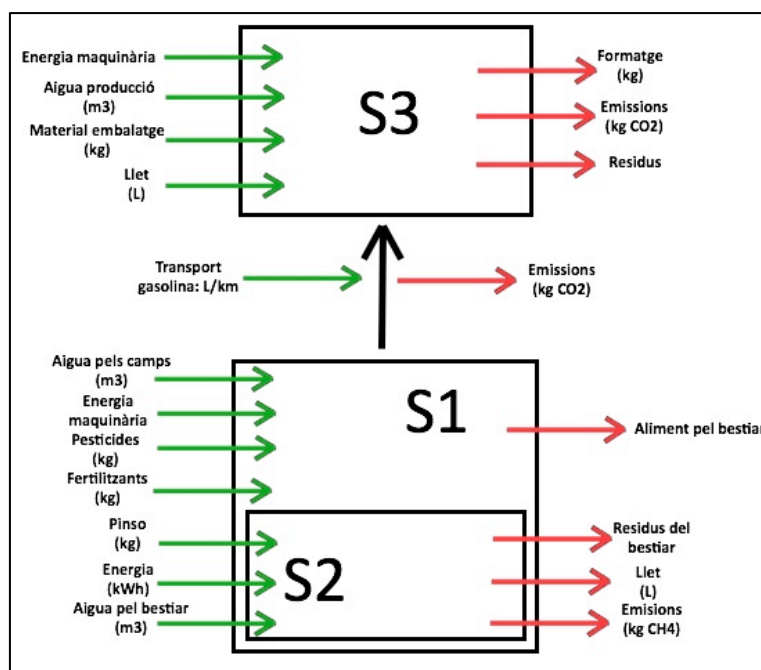 Energia maquinària
Aigua producció
(m3)
Material embalatge
(kg)
Llet
(L)
S3
Formatge
(kg)
Emissions
(kg CO2)
Residus
Transport
gasolina: L/km
Emissions
(kg CO2)
Aigua pels camps
(m3)
Energia
maquinària
Pesticides
(kg)
Fertilitzants
(kg)
S1
Aliment pel bestiar
Pinso
(kg)
Energia
(kWh)
Aigua pel bestiar
(m3)
S2
Residus del
bestiar
Llet
(L)
Emisions
(kg CH4)